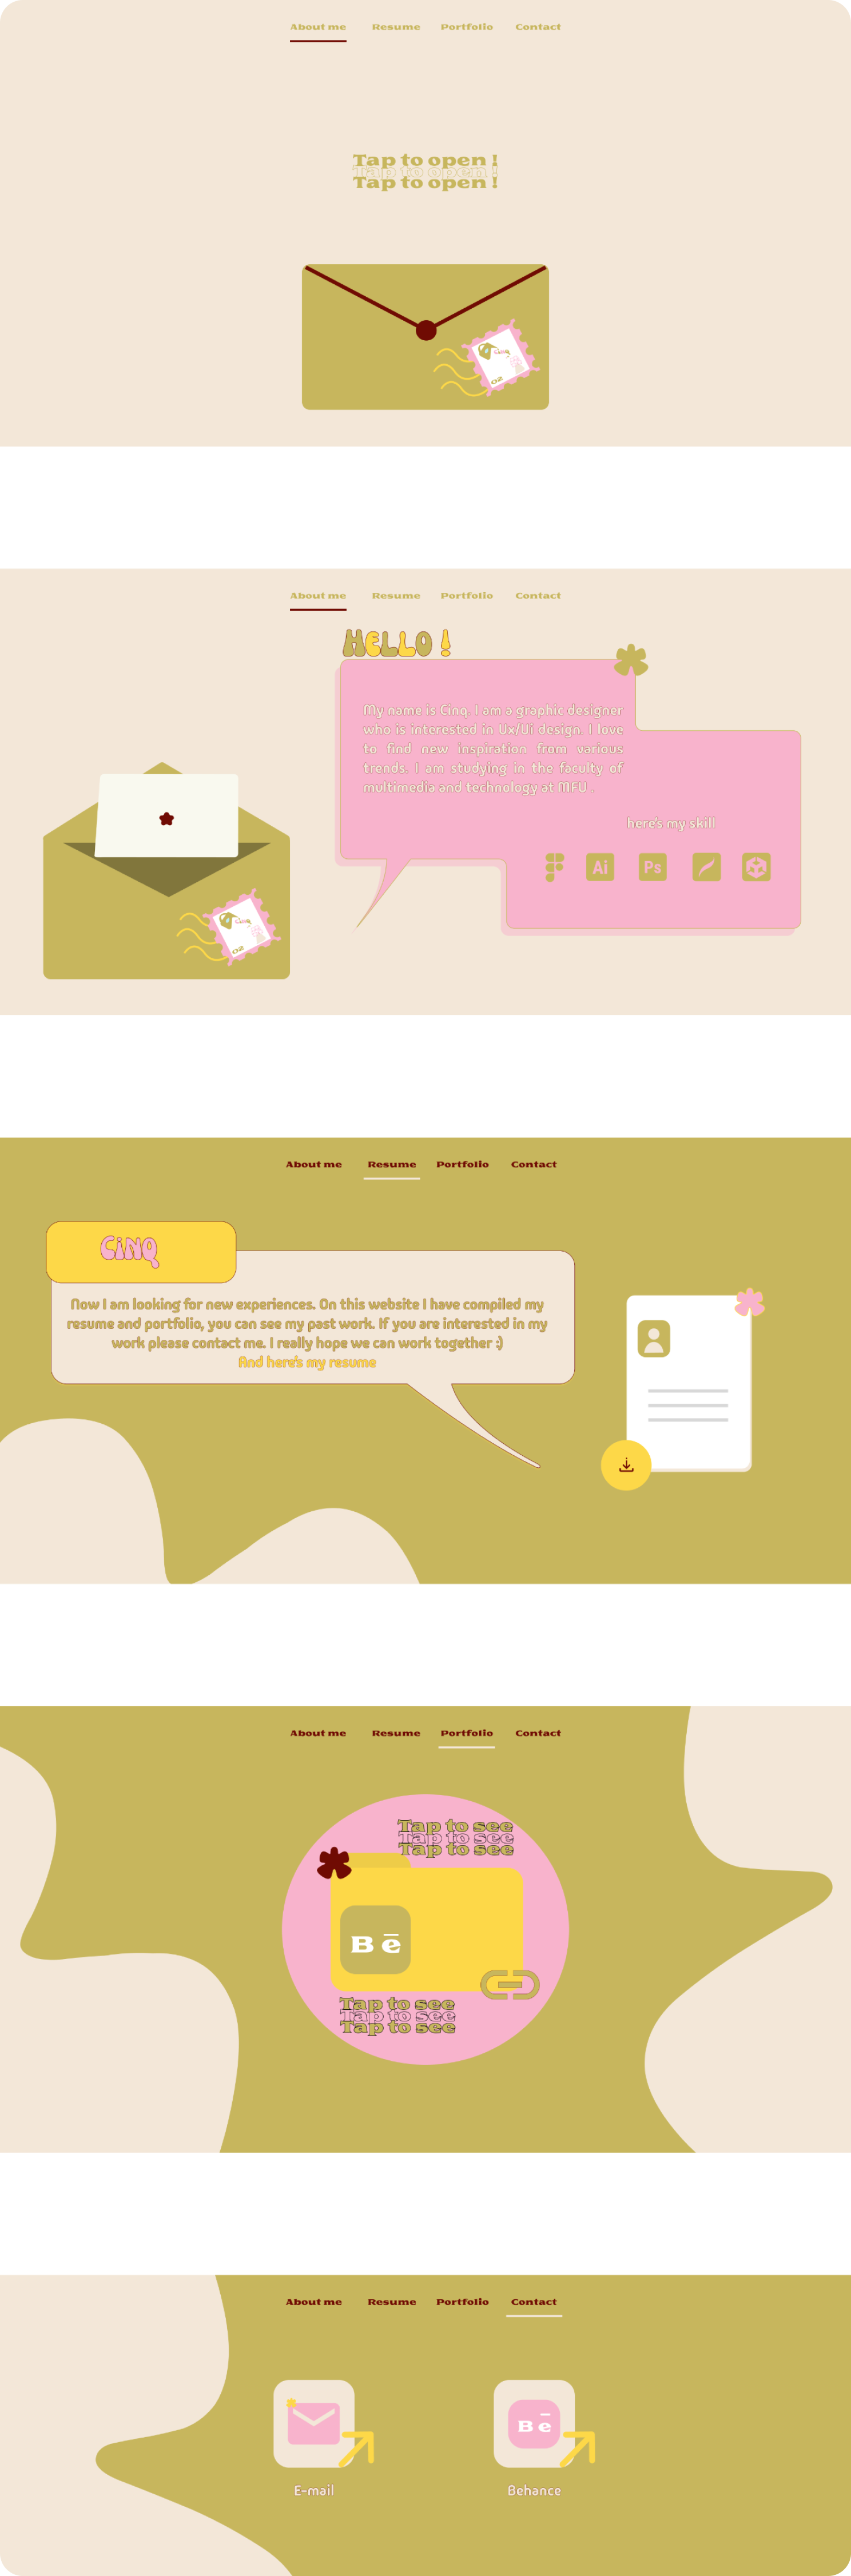 About me Resume Portfolio Contact
Tap to open !
Tap to open !
Tap to open !
Cinq
02
About me Resume Portfolio Contact
HELLO !
My name is Cinq. I am a graphic designer
who is interested in Ux/Ui design. I love
to find new inspiration from various
trends. I am studying in the faculty of
multimedia and technology at MFU .
here's my skill
Ai Ps
Cinq
02
About me Resume Portfolio Contact
CiNQ
Now I am looking for new experiences. On this website I have compiled my
resume and portfolio, you can see my past work. If you are interested in my
work please contact me. I really hope we can work together :)
And here's my resume
About me Resume Portfolio Contact
Tap to see
Tap to see
Tap to see
Bē
Tap to see
Tap to see
Tap to see
About me Resume Portfolio Contact
Bē
E-mail Behance